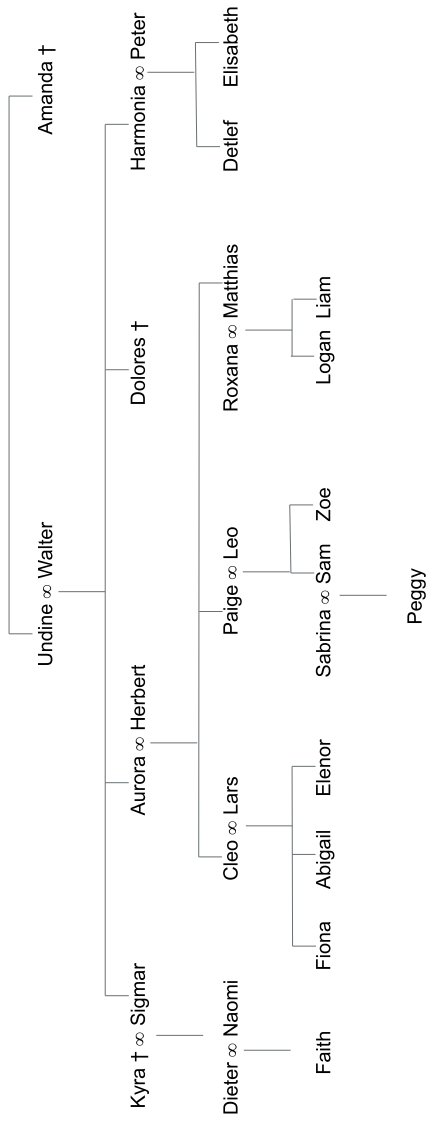 Undine ∞ Walter
Amanda †
Kyra † ∞ Sigmar
Aurora ∞ Herbert
Dolores †
Harmonia ∞ Peter
Dieter ∞ Naomi
Cleo ∞ Lars
Paige ∞ Leo
Roxana ∞ Matthias
Detlef
Elisabeth
Faith
Fiona
Abigail
Elenor
Sabrina ∞ Sam
Zoe
Logan
Liam
Peggy